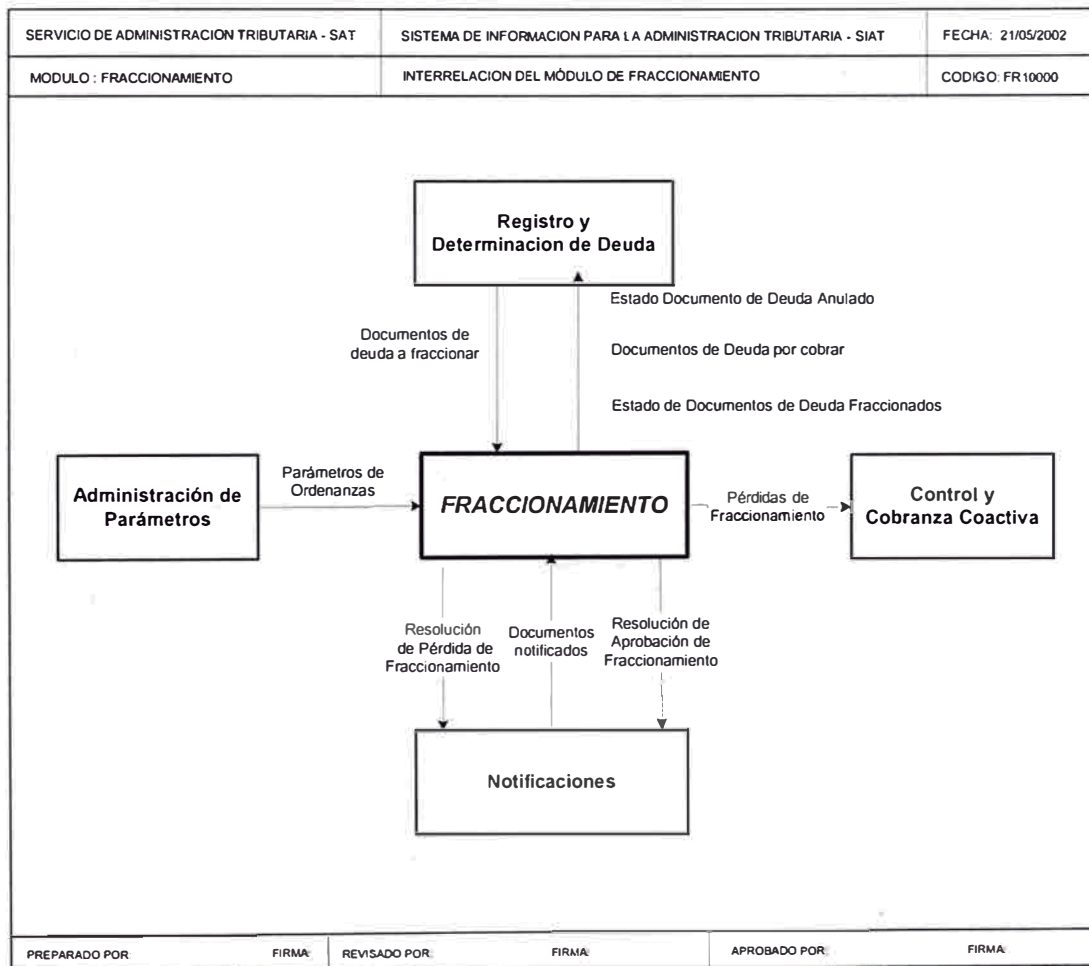 SERVICIO DE ADMINISTRACION TRIBUTARIA - SAT
SISTEMA DE INFORMACION PARA LA ADMINISTRACION TRIBUTARIA - SIAT
FECHA: 21/05/2002
MODULO : FRACCIONAMIENTO
INTERRELACION DEL MÓDULO DE FRACCIONAMIENTO
CODIGO: FR10000
Registro y
Determinacion de Deuda
Estado Documento de Deuda Anulado
Documentos de
deuda a fraccionar
Documentos de Deuda por cobrar
Estado de Documentos de Deuda Fraccionados
Administración de
Parámetros
Parámetros de
Ordenanzas
FRACCIONAMIENTO
Pérdidas de
Fraccionamiento
Control y
Cobranza Coactiva
Resolución
de Pérdida de
Fraccionamiento
Documentos
notificados
Resolución de
Aprobación de
Fraccionamiento
Notificaciones
PREPARADO POR: FIRMA: REVISADO POR: FIRMA: APROBADO POR: FIRMA: